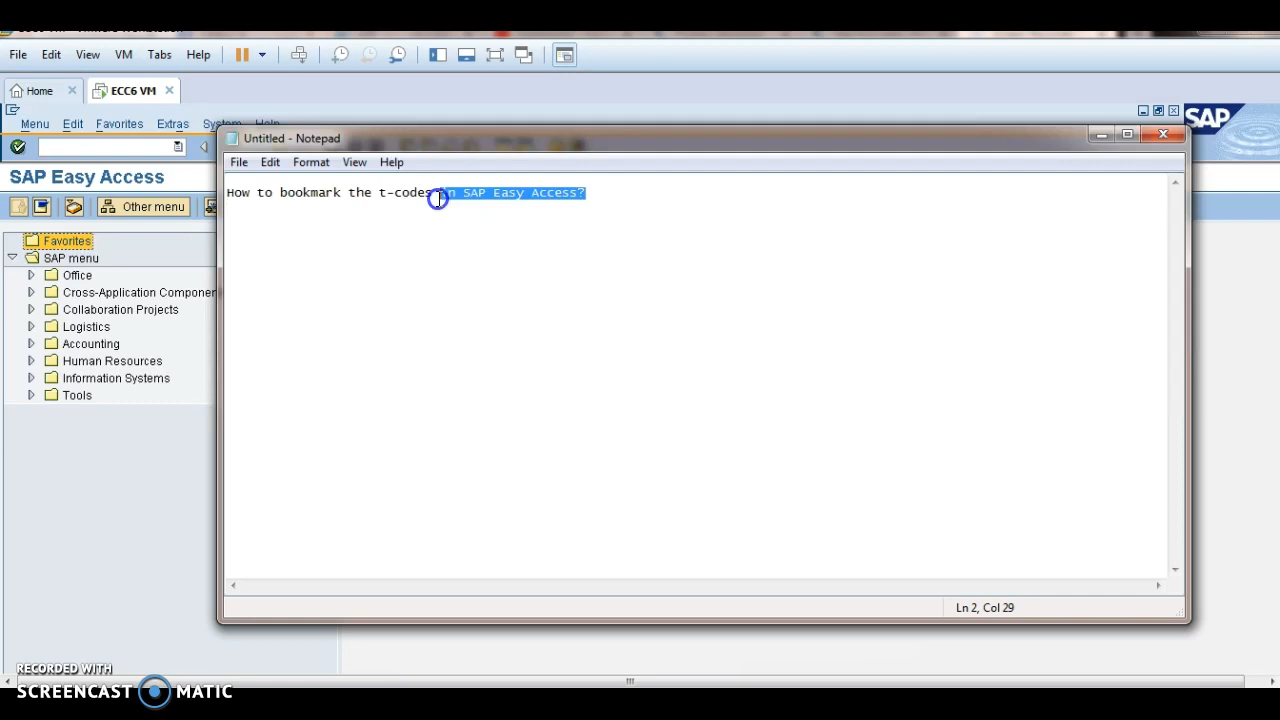 File Edit View VM Tabs Help
Home ECC6 VM
Menu Edit Favorites Extras System Help
SAP
Untitled - Notepad
SAP Easy Access
File Edit Format View Help
Other menu
How to bookmark the t-codes in SAP Easy Access?
Favorites
SAP menu
Office
Cross-Application Componen
Collaboration Projects
Logistics
Accounting
Human Resources
Information Systems
Tools
Ln 2, Col 29
RECORDED WITH
SCREENCAST MATIC